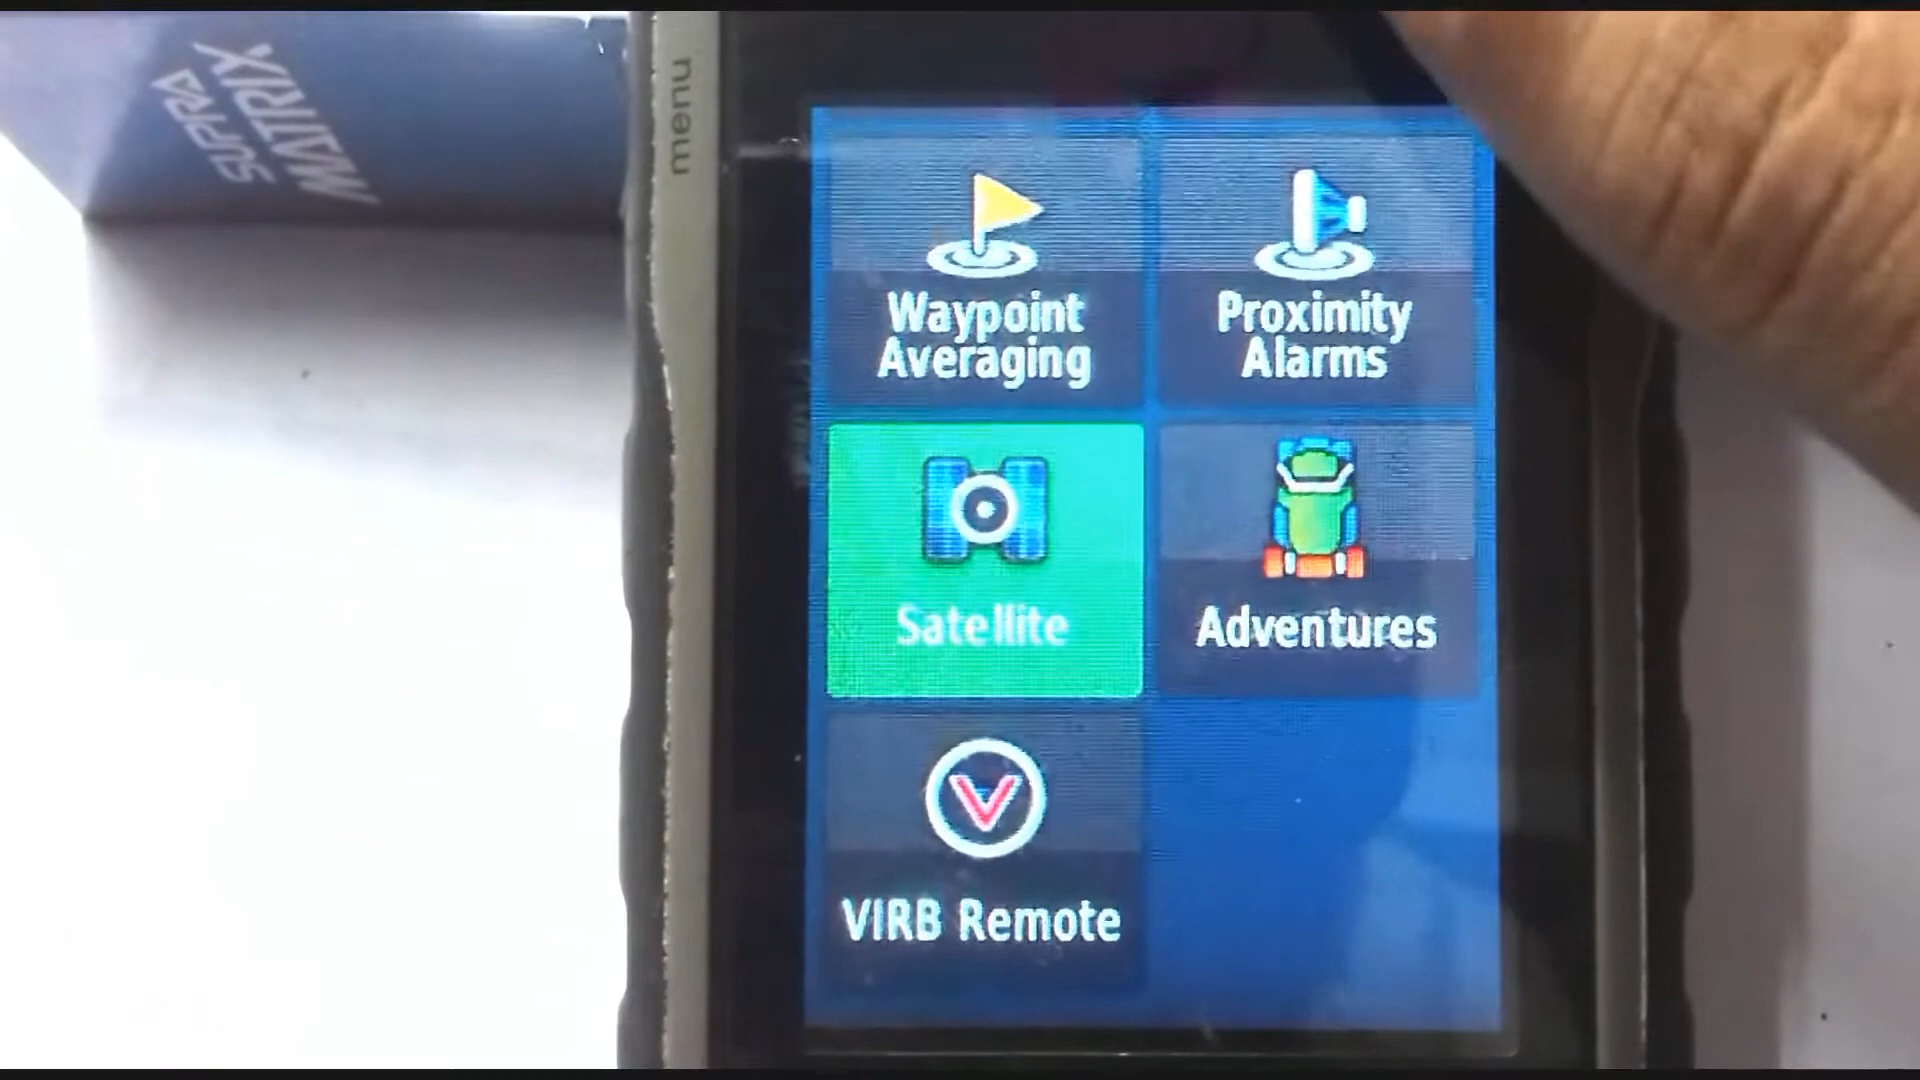 SUPRA
MATRIX
menu
Waypoint
Averaging
Proximity
Alarms
Satellite
Adventures
VIRB Remote